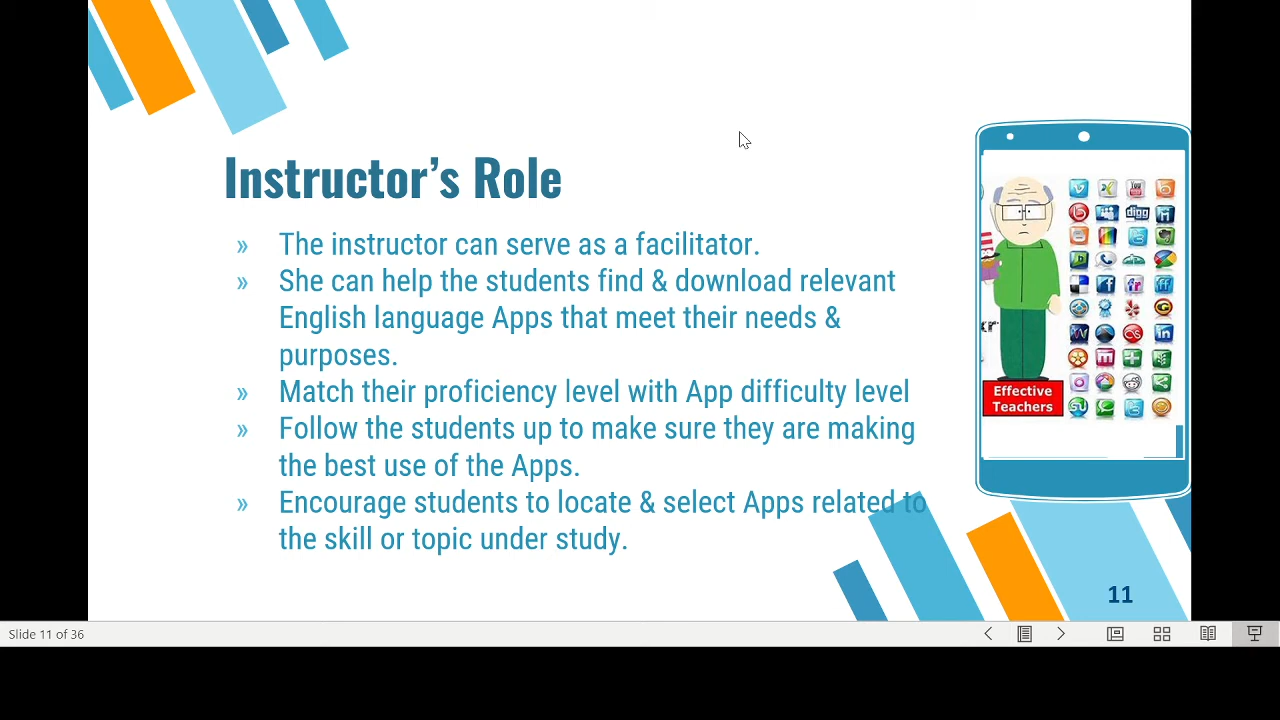 Instructor's Role
» The instructor can serve as a facilitator.
» She can help the students find & download relevant
English language Apps that meet their needs &
purposes.
» Match their proficiency level with App difficulty level
» Follow the students up to make sure they are making
the best use of the Apps.
» Encourage students to locate & select Apps related to
the skill or topic under study.
You
digg
Effective
Teachers
11
Slide 11 of 36